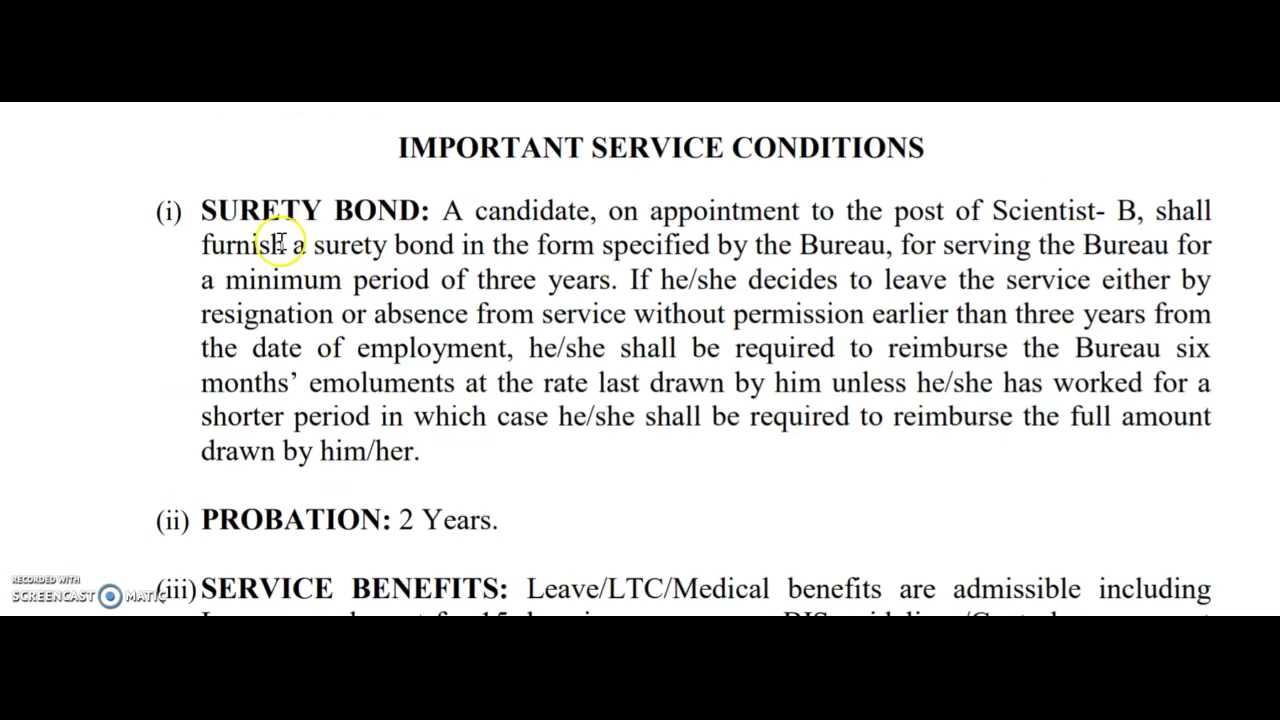 IMPORTANT SERVICE CONDITIONS
(i) SURETY BOND: A candidate, on appointment to the post of Scientist- B, shall
furnish a surety bond in the form specified by the Bureau, for serving the Bureau for
a minimum period of three years. If he/she decides to leave the service either by
resignation or absence from service without permission earlier than three years from
the date of employment, he/she shall be required to reimburse the Bureau six
months’ emoluments at the rate last drawn by him unless he/she has worked for a
shorter period in which case he/she shall be required to reimburse the full amount
drawn by him/her.
(ii) PROBATION: 2 Years.
RECORDED WITH
SCREENCAST MATIC
(iii) SERVICE BENEFITS: Leave/LTC/Medical benefits are admissible including